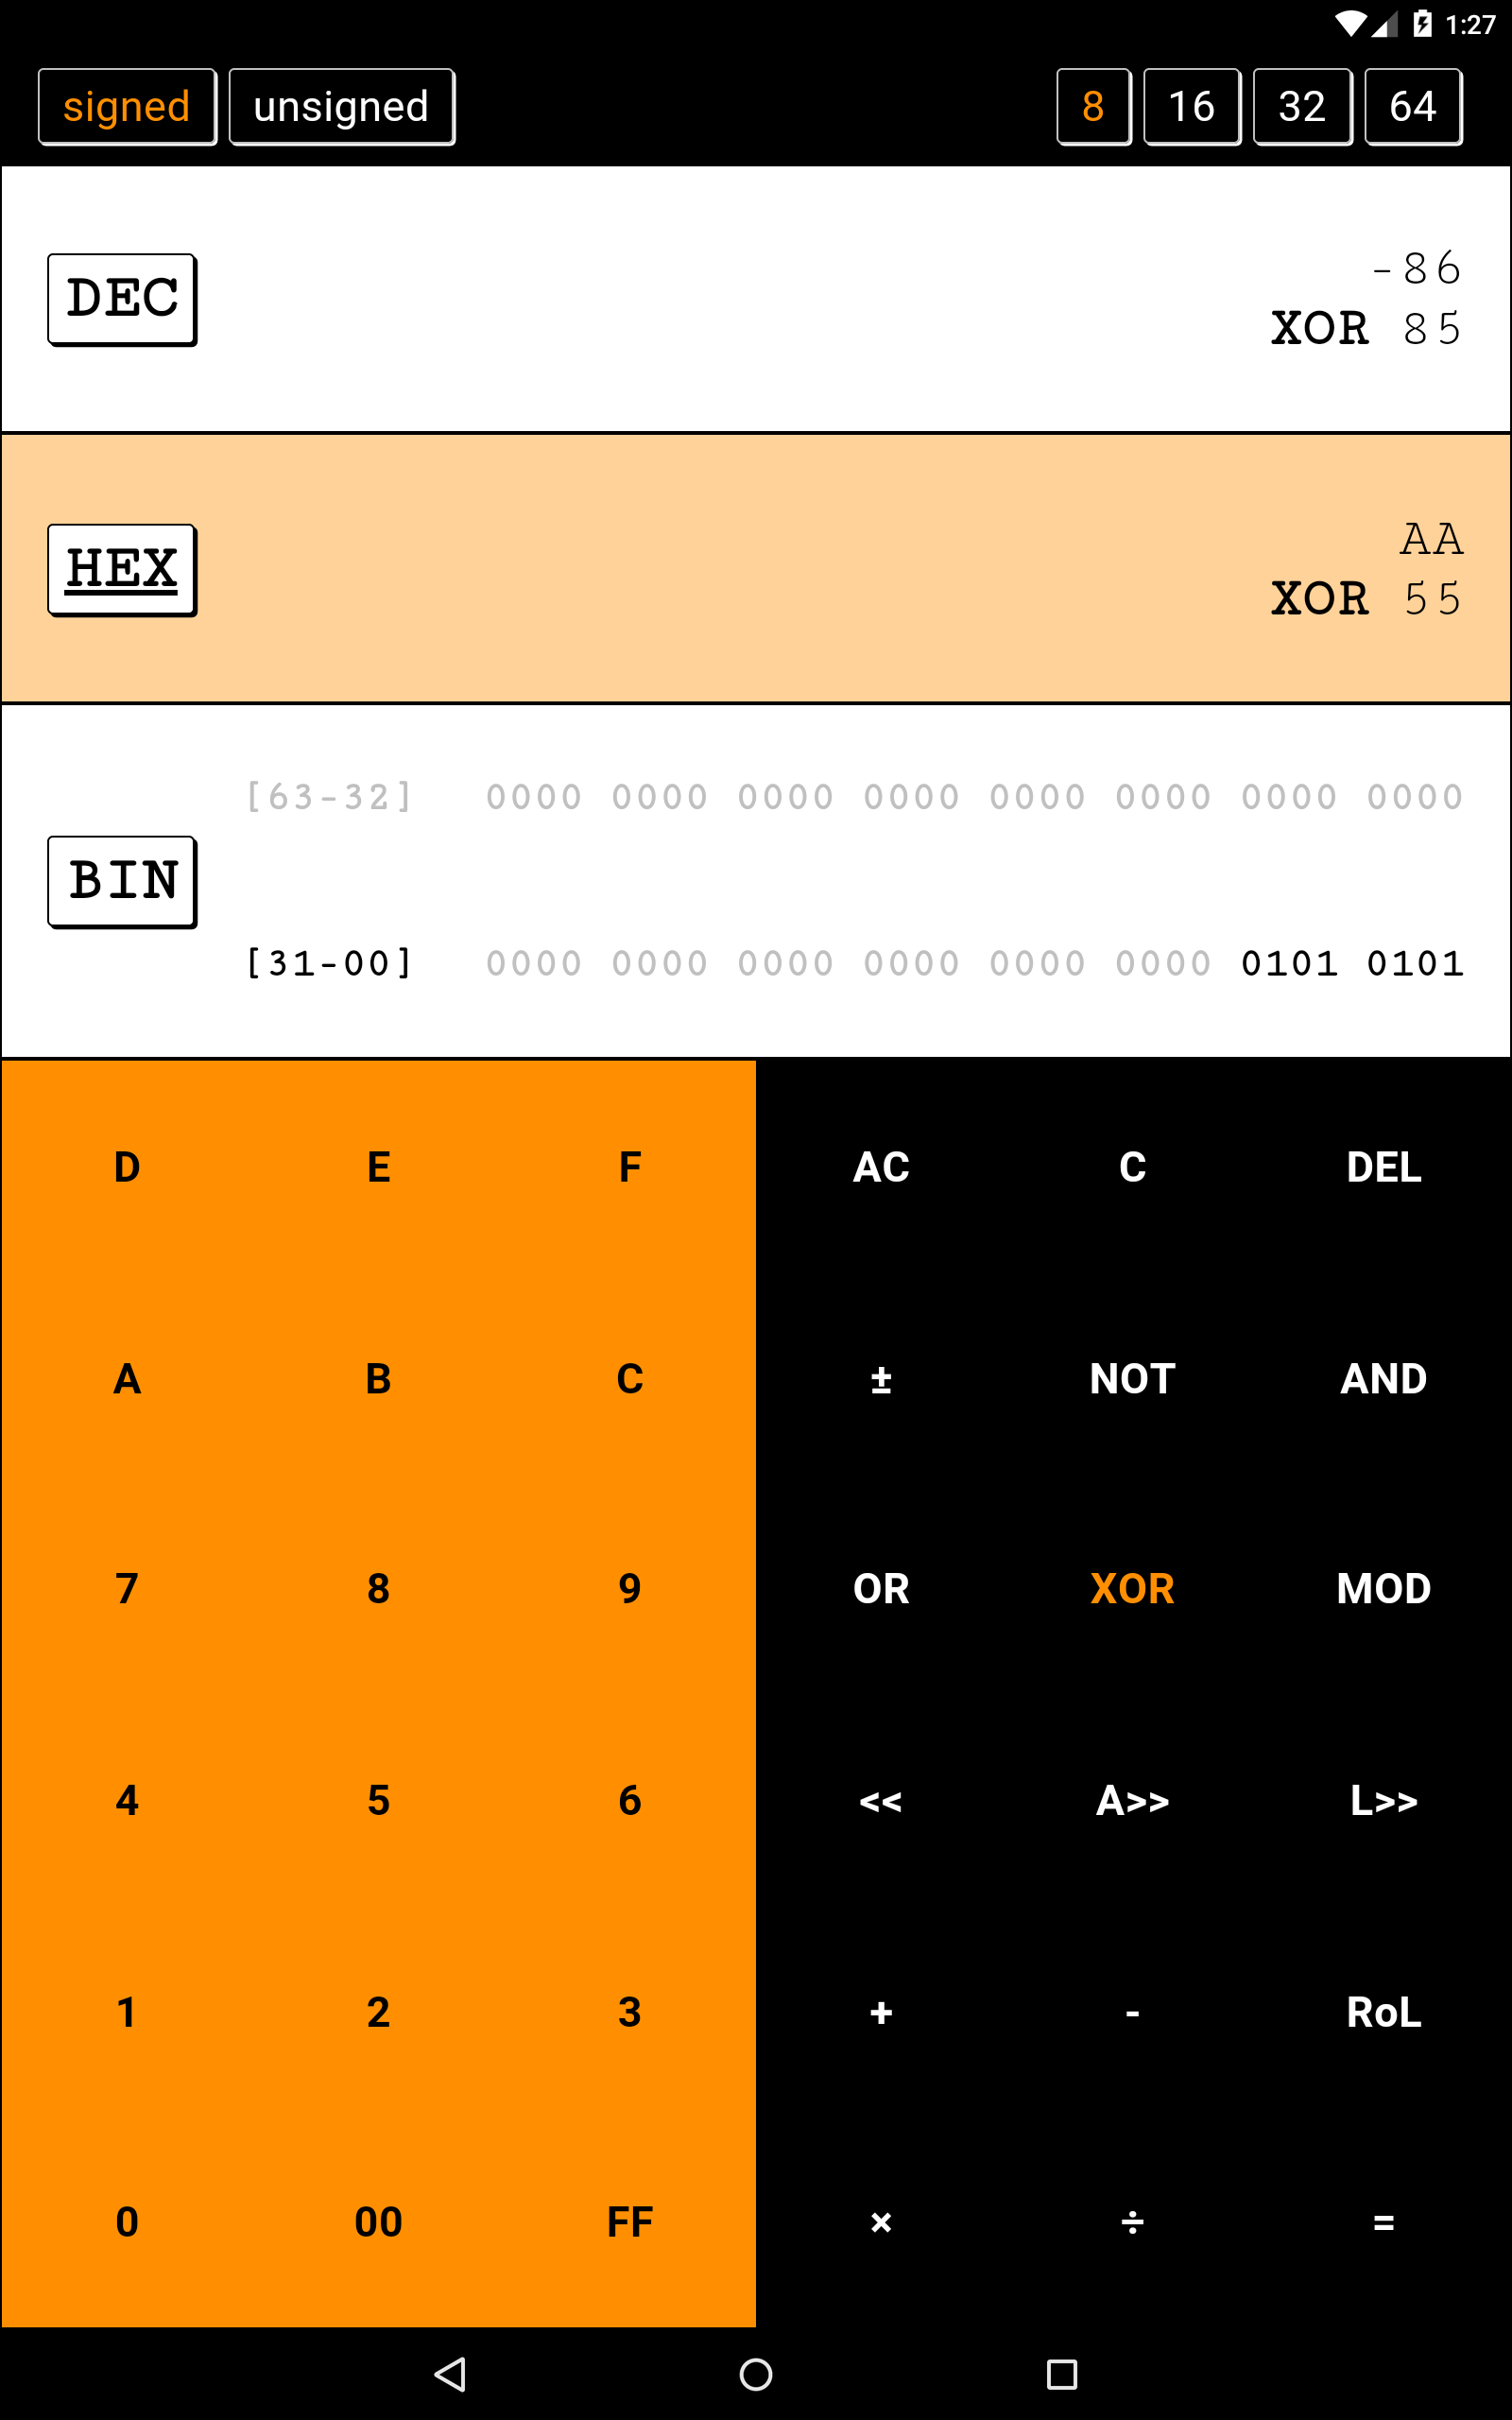 1:27
signed unsigned 8 16 32 64
DEC
-86
XOR 85
HEX
AA
XOR 55
[63-32] 0000 0000 0000 0000 0000 0000 0000 0000
BIN
[31-00] 0000 0000 0000 0000 0000 0000 0101 0101
D E F AC C DEL
A B C ± NOT AND
7 8 9 OR XOR MOD
4 5 6 << A>> L>>
1 2 3 + - RoL
0 00 FF × ÷ =